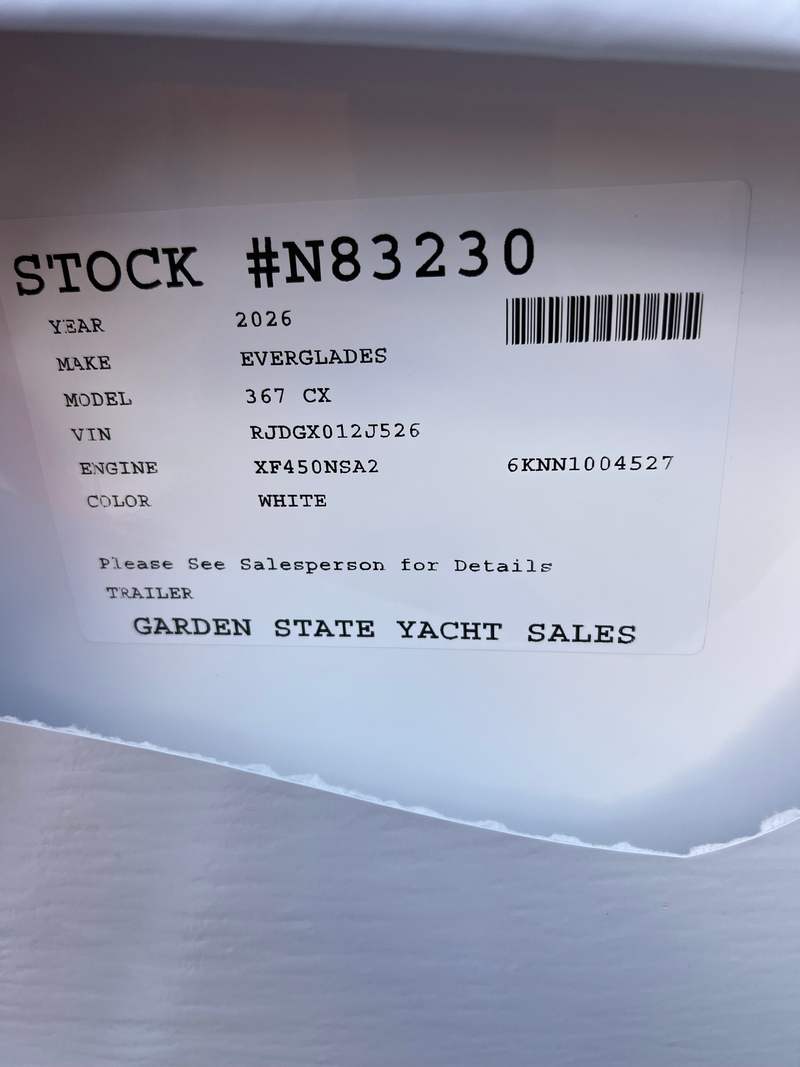 STOCK #N83230
YEAR 2026
MAKE EVERGLADES
MODEL 367 CX
VIN RJDGX012J526
ENGINE XF450NSA2 6KNN1004527
COLOR WHITE
Please See Salesperson for Details
TRAILER
GARDEN STATE YACHT SALES